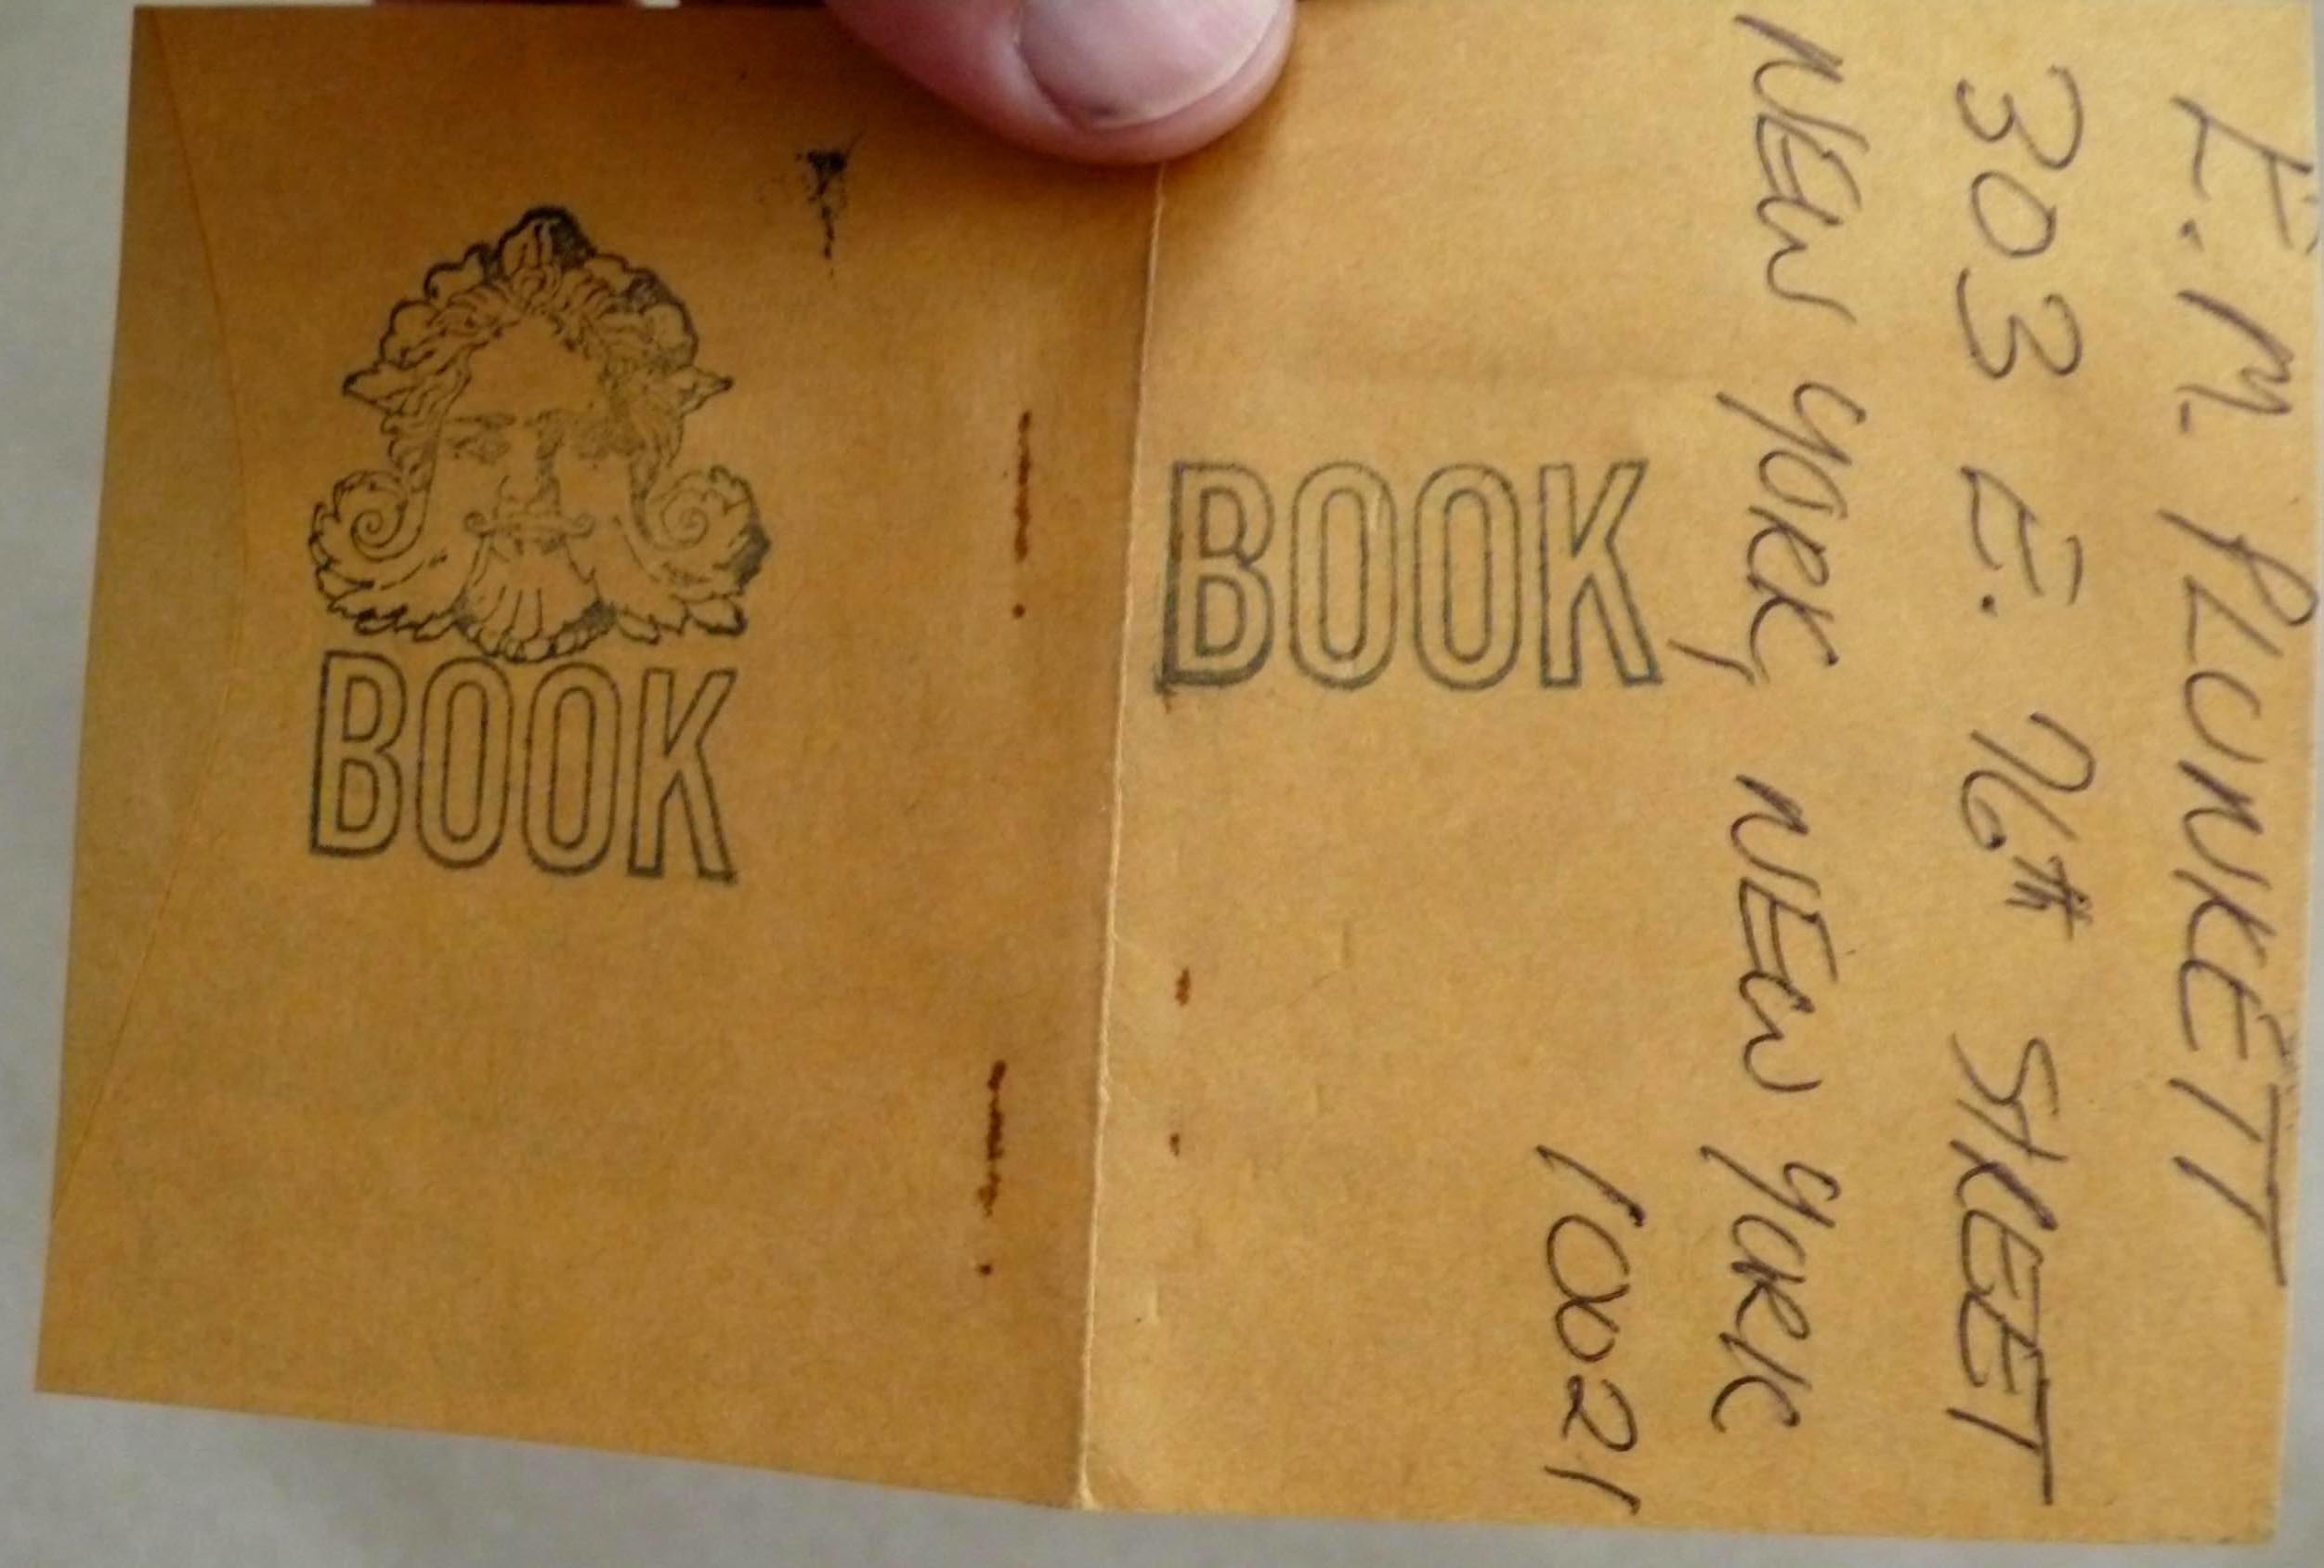 BOOK
BOOK
E.M. PLUNKETT
303 E. 76th STREET
NEW YORK, NEW YORK
10021